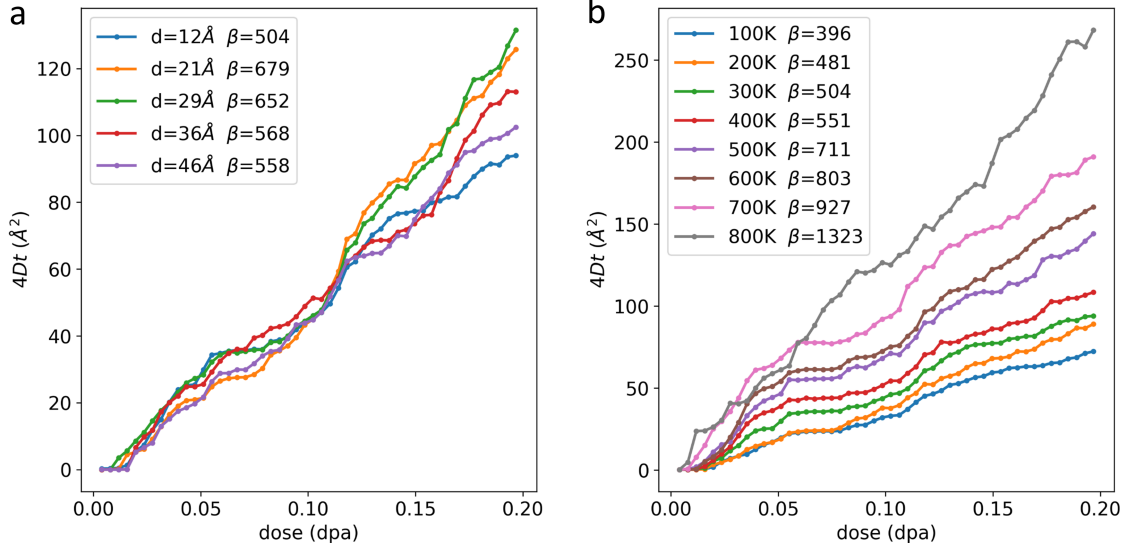 a
d=12Å β=504
d=21Å β=679
d=29Å β=652
d=36Å β=568
d=46Å β=558
120
100
80
60
40
20
0
4Dt (Å²)
0.00 0.05 0.10 0.15 0.20
dose (dpa)
b
100K β=396
200K β=481
300K β=504
400K β=551
500K β=711
600K β=803
700K β=927
800K β=1323
250
200
150
100
50
0
4Dt (Å²)
0.00 0.05 0.10 0.15 0.20
dose (dpa)